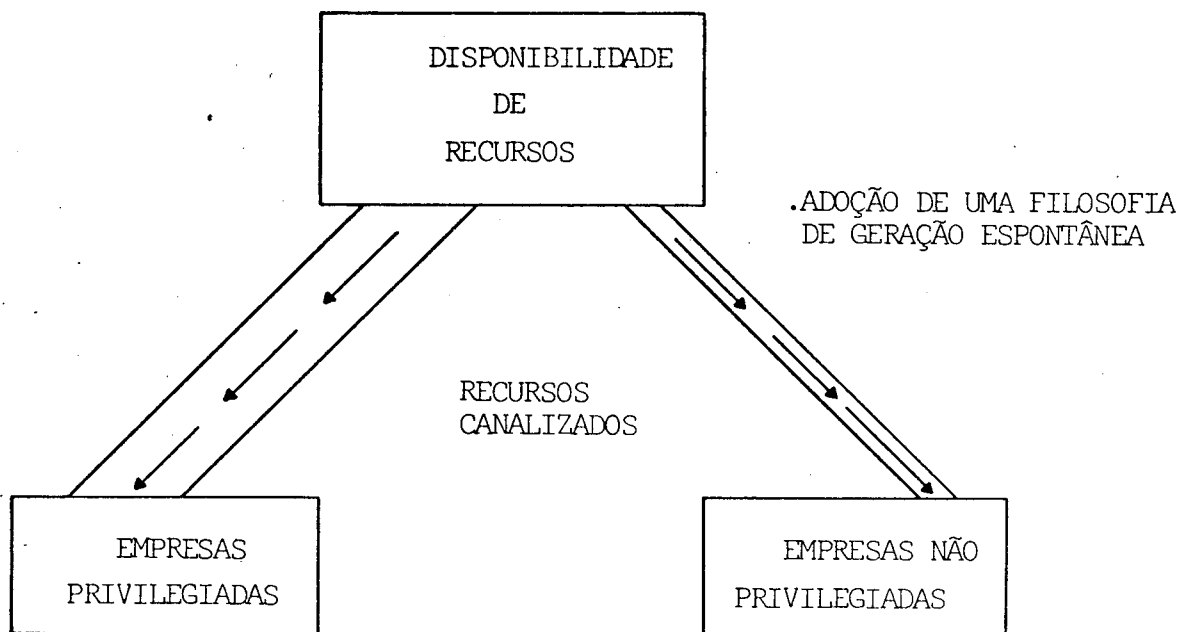 DISPONIBILIDADE
DE
RECURSOS
.ADOÇÃO DE UMA FILOSOFIA
DE GERAÇÃO ESPONTÂNEA
RECURSOS
CANALIZADOS
EMPRESAS
PRIVILEGIADAS
EMPRESAS NÃO
PRIVILEGIADAS